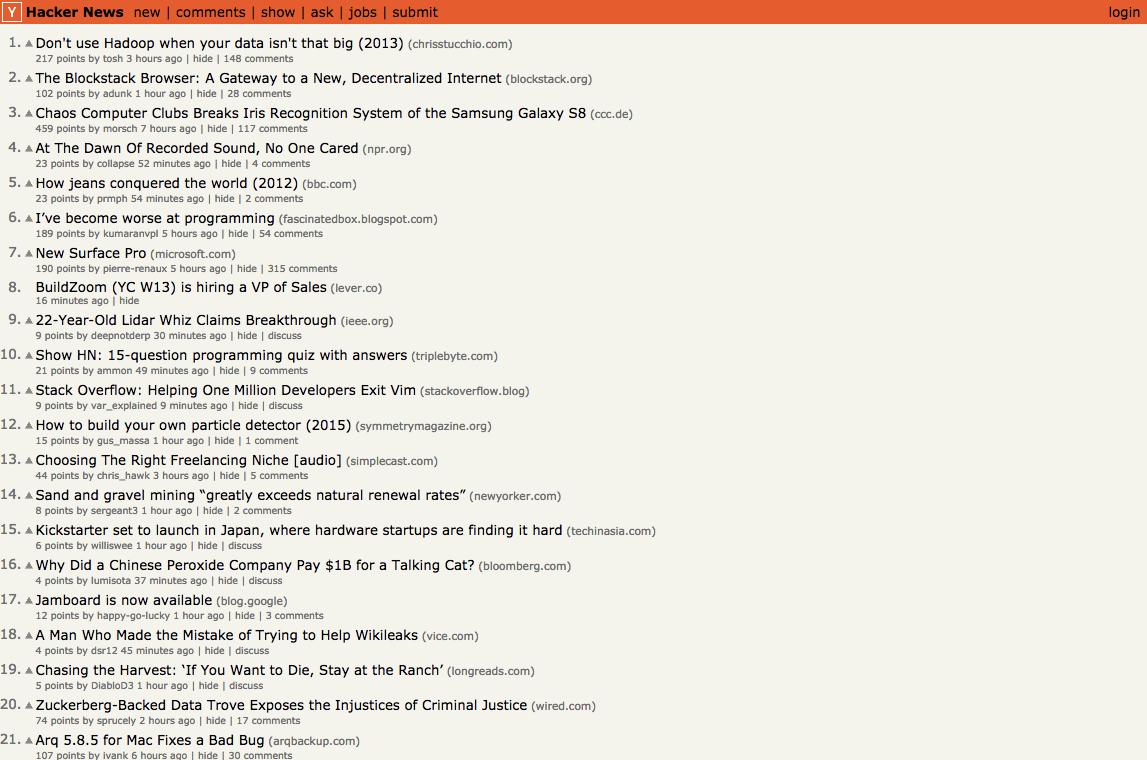 Y Hacker News new | comments | show | ask | jobs | submit login
1. Don't use Hadoop when your data isn't that big (2013) (chrisstucchio.com)
217 points by tosh 3 hours ago | hide | 148 comments
2. The Blockstack Browser: A Gateway to a New, Decentralized Internet (blockstack.org)
102 points by adunk 1 hour ago | hide | 28 comments
3. Chaos Computer Clubs Breaks Iris Recognition System of the Samsung Galaxy S8 (ccc.de)
459 points by morsch 7 hours ago | hide | 117 comments
4. At The Dawn Of Recorded Sound, No One Cared (npr.org)
23 points by collapse 52 minutes ago | hide | 4 comments
5. How jeans conquered the world (2012) (bbc.com)
23 points by prmph 54 minutes ago | hide | 2 comments
6. I’ve become worse at programming (fascinatedbox.blogspot.com)
189 points by kumaranvpl 5 hours ago | hide | 54 comments
7. New Surface Pro (microsoft.com)
190 points by pierre-renaux 5 hours ago | hide | 315 comments
8. BuildZoom (YC W13) is hiring a VP of Sales (lever.co)
16 minutes ago | hide
9. 22-Year-Old Lidar Whiz Claims Breakthrough (ieee.org)
9 points by deepnotderp 30 minutes ago | hide | discuss
10. Show HN: 15-question programming quiz with answers (triplebyte.com)
21 points by ammon 49 minutes ago | hide | 9 comments
11. Stack Overflow: Helping One Million Developers Exit Vim (stackoverflow.blog)
9 points by var_explained 9 minutes ago | hide | discuss
12. How to build your own particle detector (2015) (symmetrymagazine.org)
15 points by gus_massa 1 hour ago | hide | 1 comment
13. Choosing The Right Freelancing Niche [audio] (simplecast.com)
44 points by chris_hawk 3 hours ago | hide | 5 comments
14. Sand and gravel mining “greatly exceeds natural renewal rates” (newyorker.com)
8 points by sergeant3 1 hour ago | hide | 2 comments
15. Kickstarter set to launch in Japan, where hardware startups are finding it hard (techinasia.com)
6 points by williswee 1 hour ago | hide | discuss
16. Why Did a Chinese Peroxide Company Pay $1B for a Talking Cat? (bloomberg.com)
4 points by lumisota 37 minutes ago | hide | discuss
17. Jamboard is now available (blog.google)
12 points by happy-go-lucky 1 hour ago | hide | 3 comments
18. A Man Who Made the Mistake of Trying to Help Wikileaks (vice.com)
4 points by dsr12 45 minutes ago | hide | discuss
19. Chasing the Harvest: ‘If You Want to Die, Stay at the Ranch’ (longreads.com)
5 points by DiabloD3 1 hour ago | hide | discuss
20. Zuckerberg-Backed Data Trove Exposes the Injustices of Criminal Justice (wired.com)
74 points by sprucely 2 hours ago | hide | 17 comments
21. Arq 5.8.5 for Mac Fixes a Bad Bug (arqbackup.com)
107 points by ivank 6 hours ago | hide | 30 comments